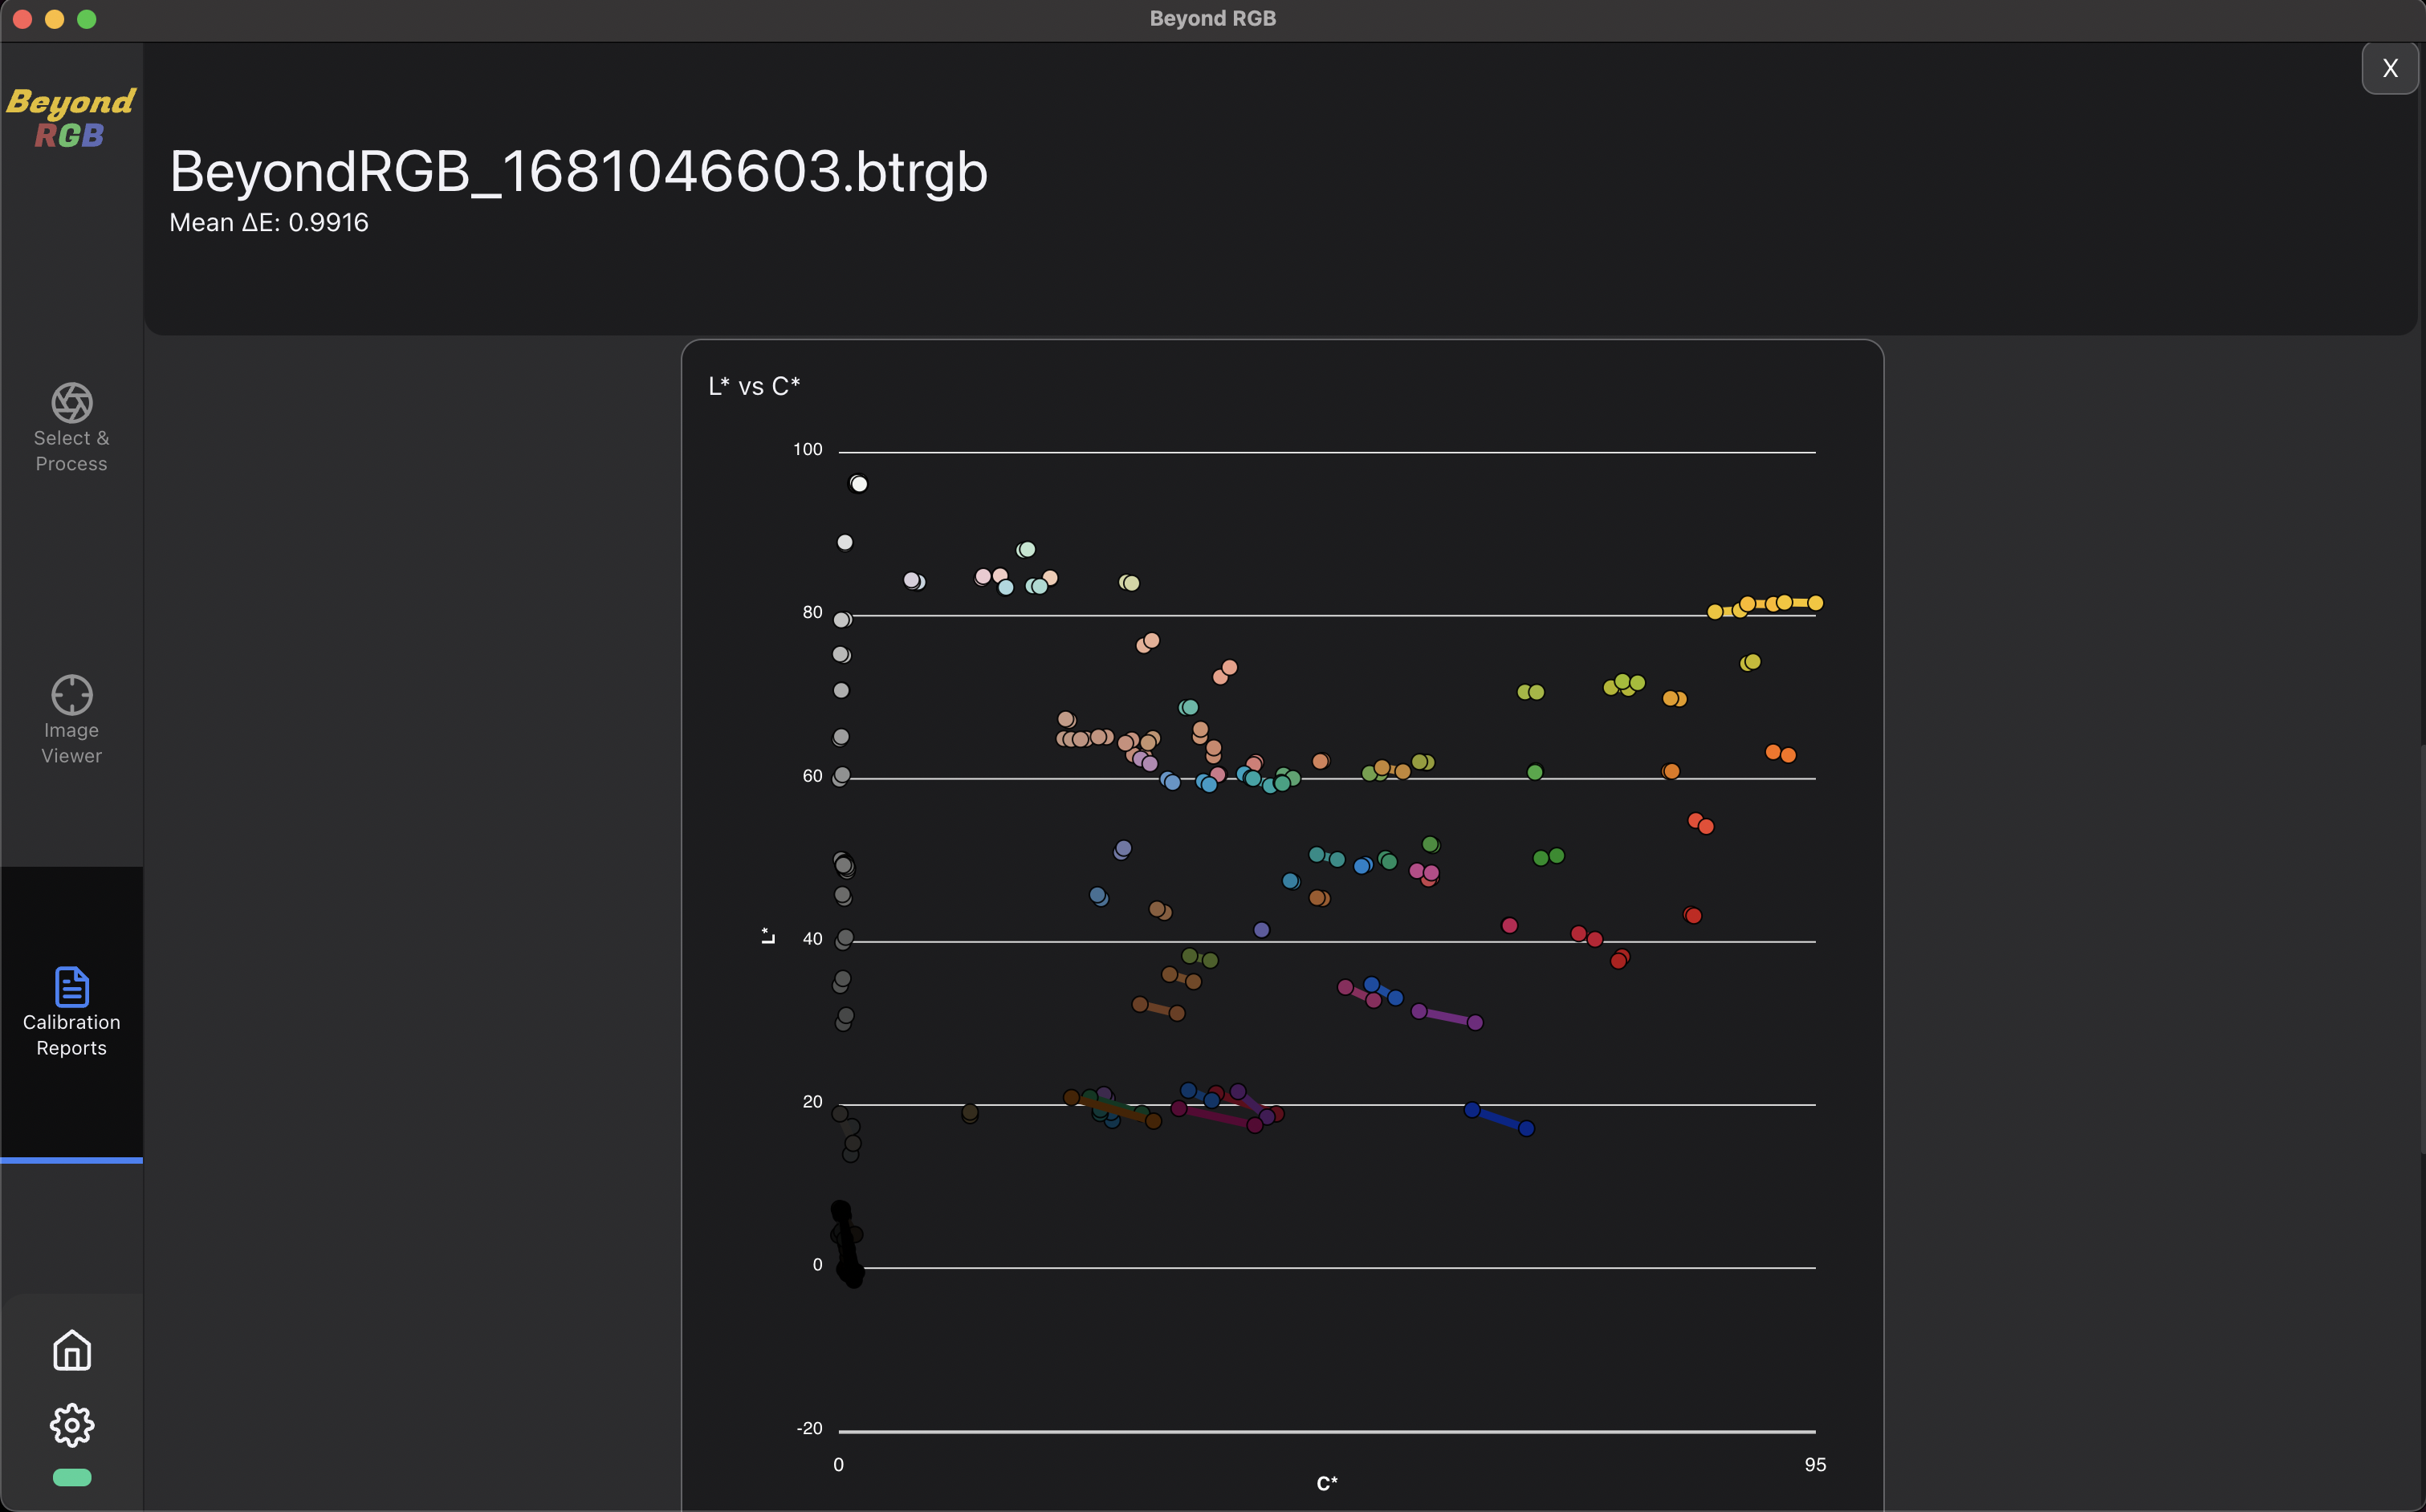 Beyond RGB
X
Beyond
RGB
BeyondRGB_1681046603.btrgb
Mean ΔE: 0.9916
Select &
Process
Image
Viewer
Calibration
Reports
L* vs C*
100
80
60
L*
40
20
0
-20
0
95
C*